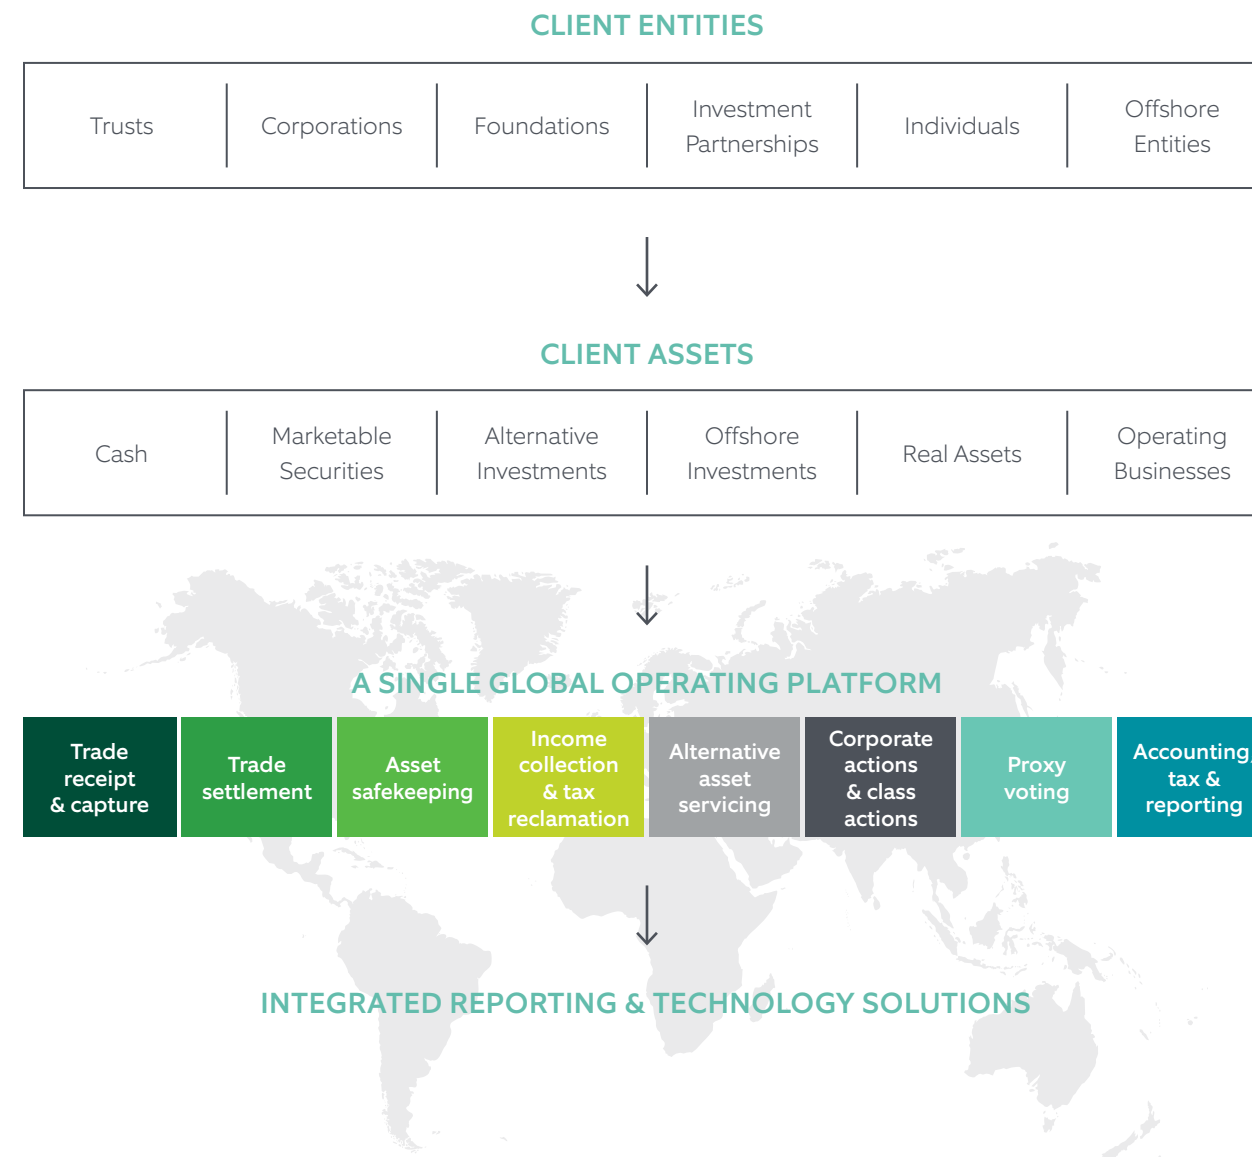 CLIENT ENTITIES
Trusts
Corporations
Foundations
Investment
Partnerships
Individuals
Offshore
Entities
CLIENT ASSETS
Cash
Marketable
Securities
Alternative
Investments
Offshore
Investments
Real Assets
Operating
Businesses
A SINGLE GLOBAL OPERATING PLATFORM
Trade
receipt
& capture
Trade
settlement
Asset
safekeeping
Income
collection
& tax
reclamation
Alternative
asset
servicing
Corporate
actions
& class
actions
Proxy
voting
Accounting,
tax &
reporting
INTEGRATED REPORTING & TECHNOLOGY SOLUTIONS